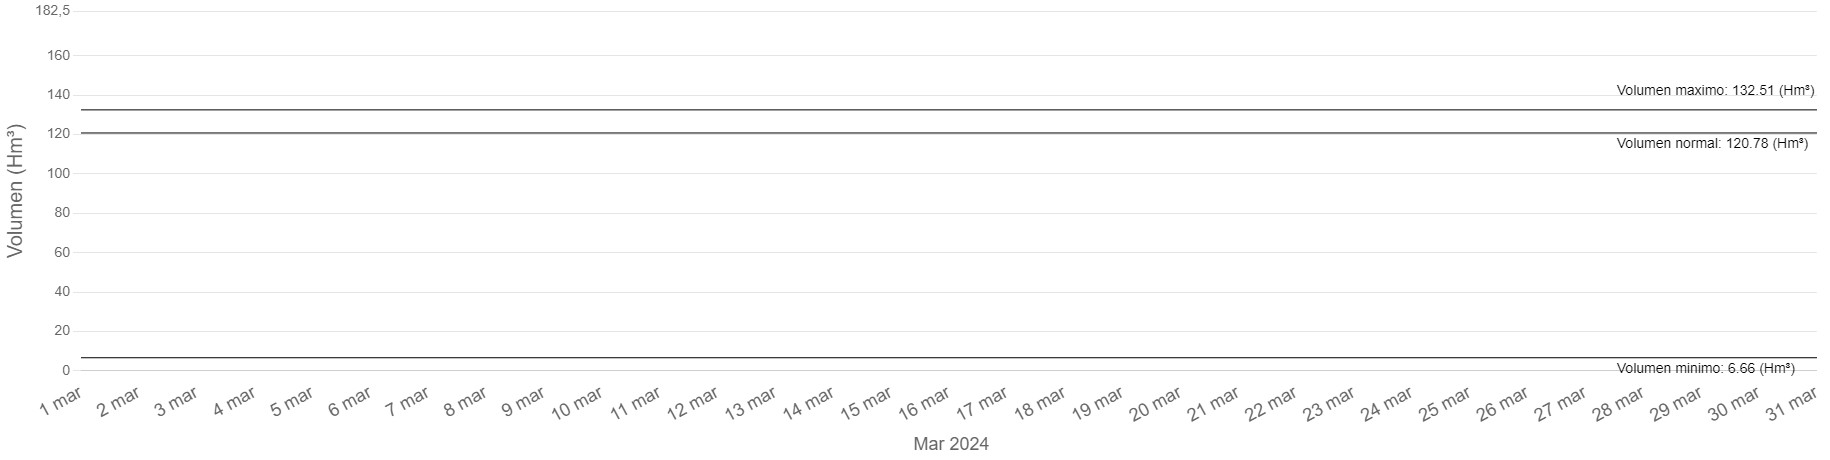 182,5
160
140
120
100
80
60
40
20
0
Volumen (Hm³)
Volumen maximo: 132.51 (Hm³)
Volumen normal: 120.78 (Hm³)
Volumen minimo: 6.66 (Hm³)
1 mar
2 mar
3 mar
4 mar
5 mar
6 mar
7 mar
8 mar
9 mar
10 mar
11 mar
12 mar
13 mar
14 mar
15 mar
16 mar
17 mar
18 mar
19 mar
20 mar
21 mar
22 mar
23 mar
24 mar
25 mar
26 mar
27 mar
28 mar
29 mar
30 mar
31 mar
Mar 2024